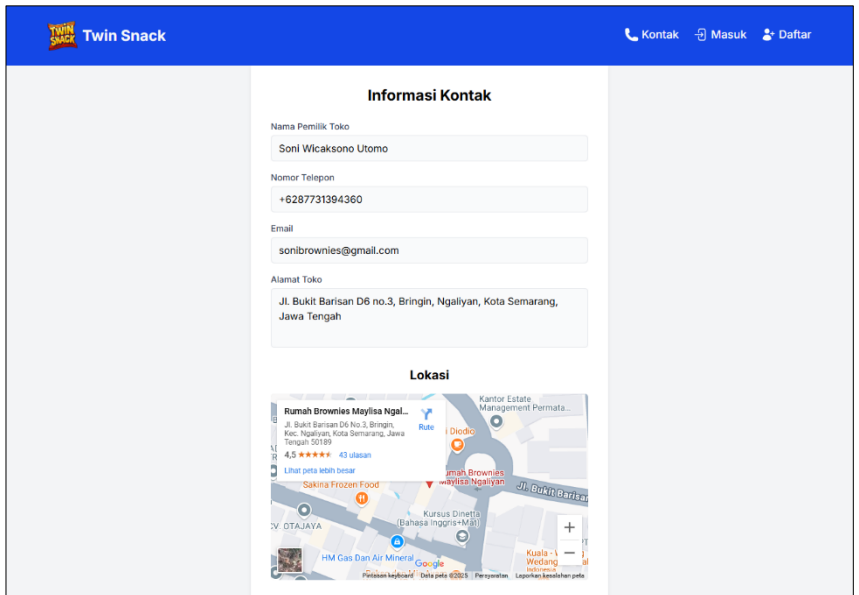 TWIN
SNACK
Twin Snack
Kontak
Masuk
Daftar
Informasi Kontak
Nama Pemilik Toko
Soni Wicaksono Utomo
Nomor Telepon
+6287731394360
Email
sonibrownies@gmail.com
Alamat Toko
Jl. Bukit Barisan D6 no.3, Bringin, Ngaliyan, Kota Semarang,
Jawa Tengah
Lokasi
Rumah Brownies Maylisa Ngal...
Jl. Bukit Barisan D6 No.3, Bringin,
Kec. Ngaliyan, Kota Semarang, Jawa
Tengah 50189
4,5 ★★★★★ 43 ulasan
Lihat peta lebih besar
Rute
Kantor Estate
Management Permata...
Diodic
Rumah Brownies
Maylisa Ngaliyan
Jl. Bukit Barisan
Sakina Frozen Food
Kursus Dinetta
(Bahasa Inggris+Mat)
CV. OTAJAYA
HM Gas Dan Air Mineral
Google
Kuala -
Wedang
Indonesia
+
−
Pintasan keyboard
Data peta ©2025
Persyaratan
Laporkan kesalahan peta